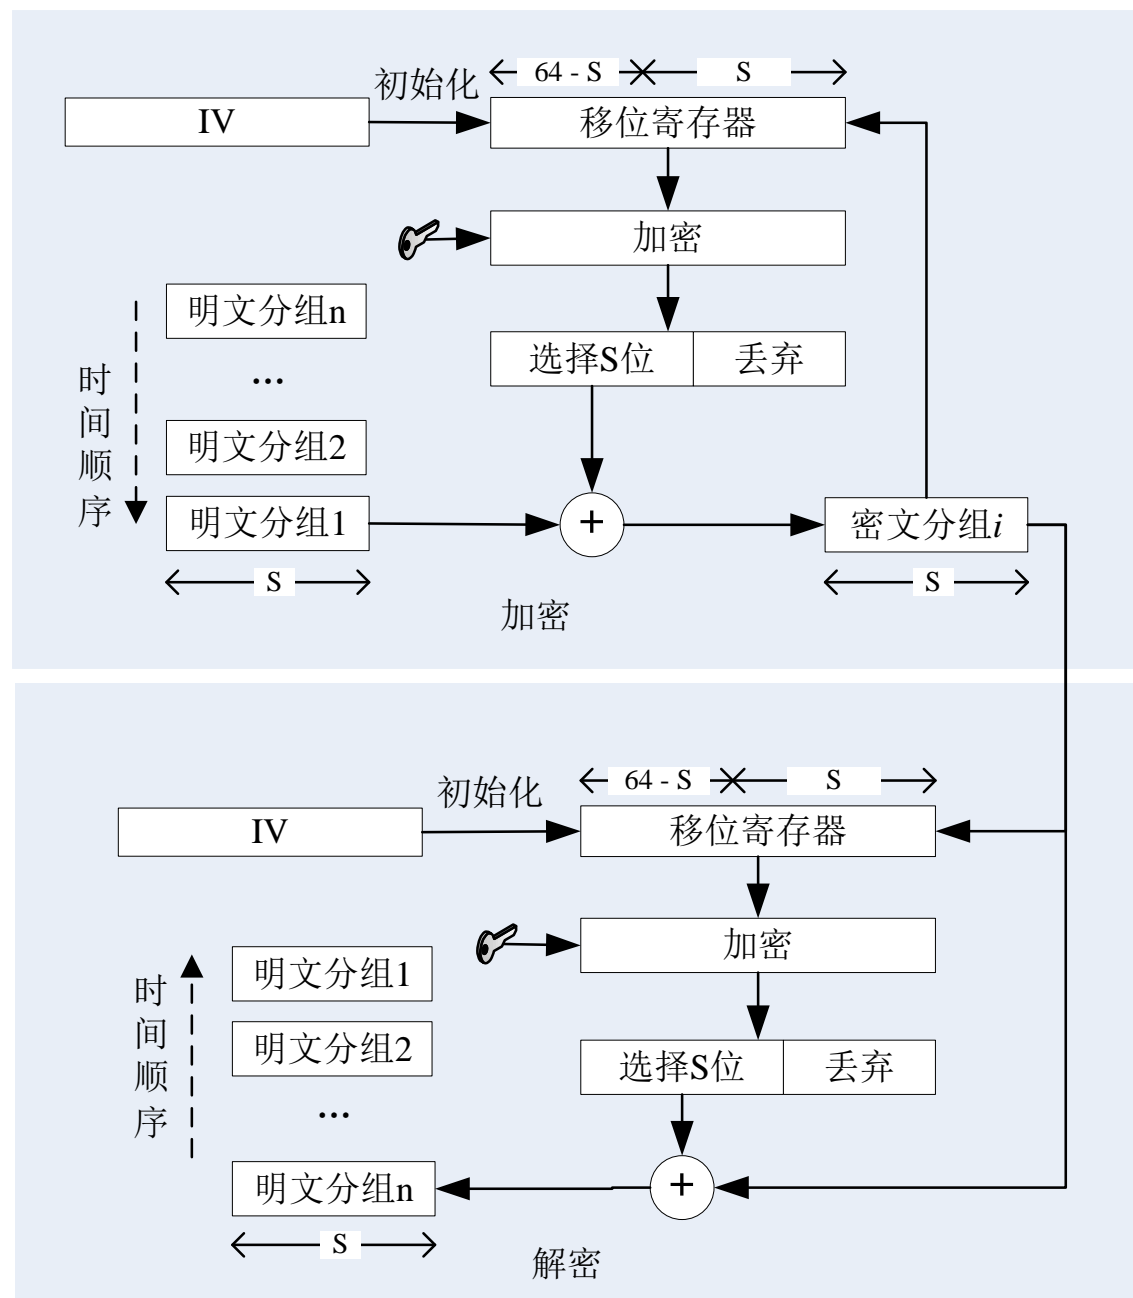 64 - S
S
初始化
IV
移位寄存器
加密
明文分组n
选择S位
丢弃
...
时间顺序
明文分组2
明文分组1
+
密文分组i
S
S
加密
64 - S
S
初始化
IV
移位寄存器
加密
明文分组1
时间顺序
明文分组2
选择S位
丢弃
...
明文分组n
+
S
解密